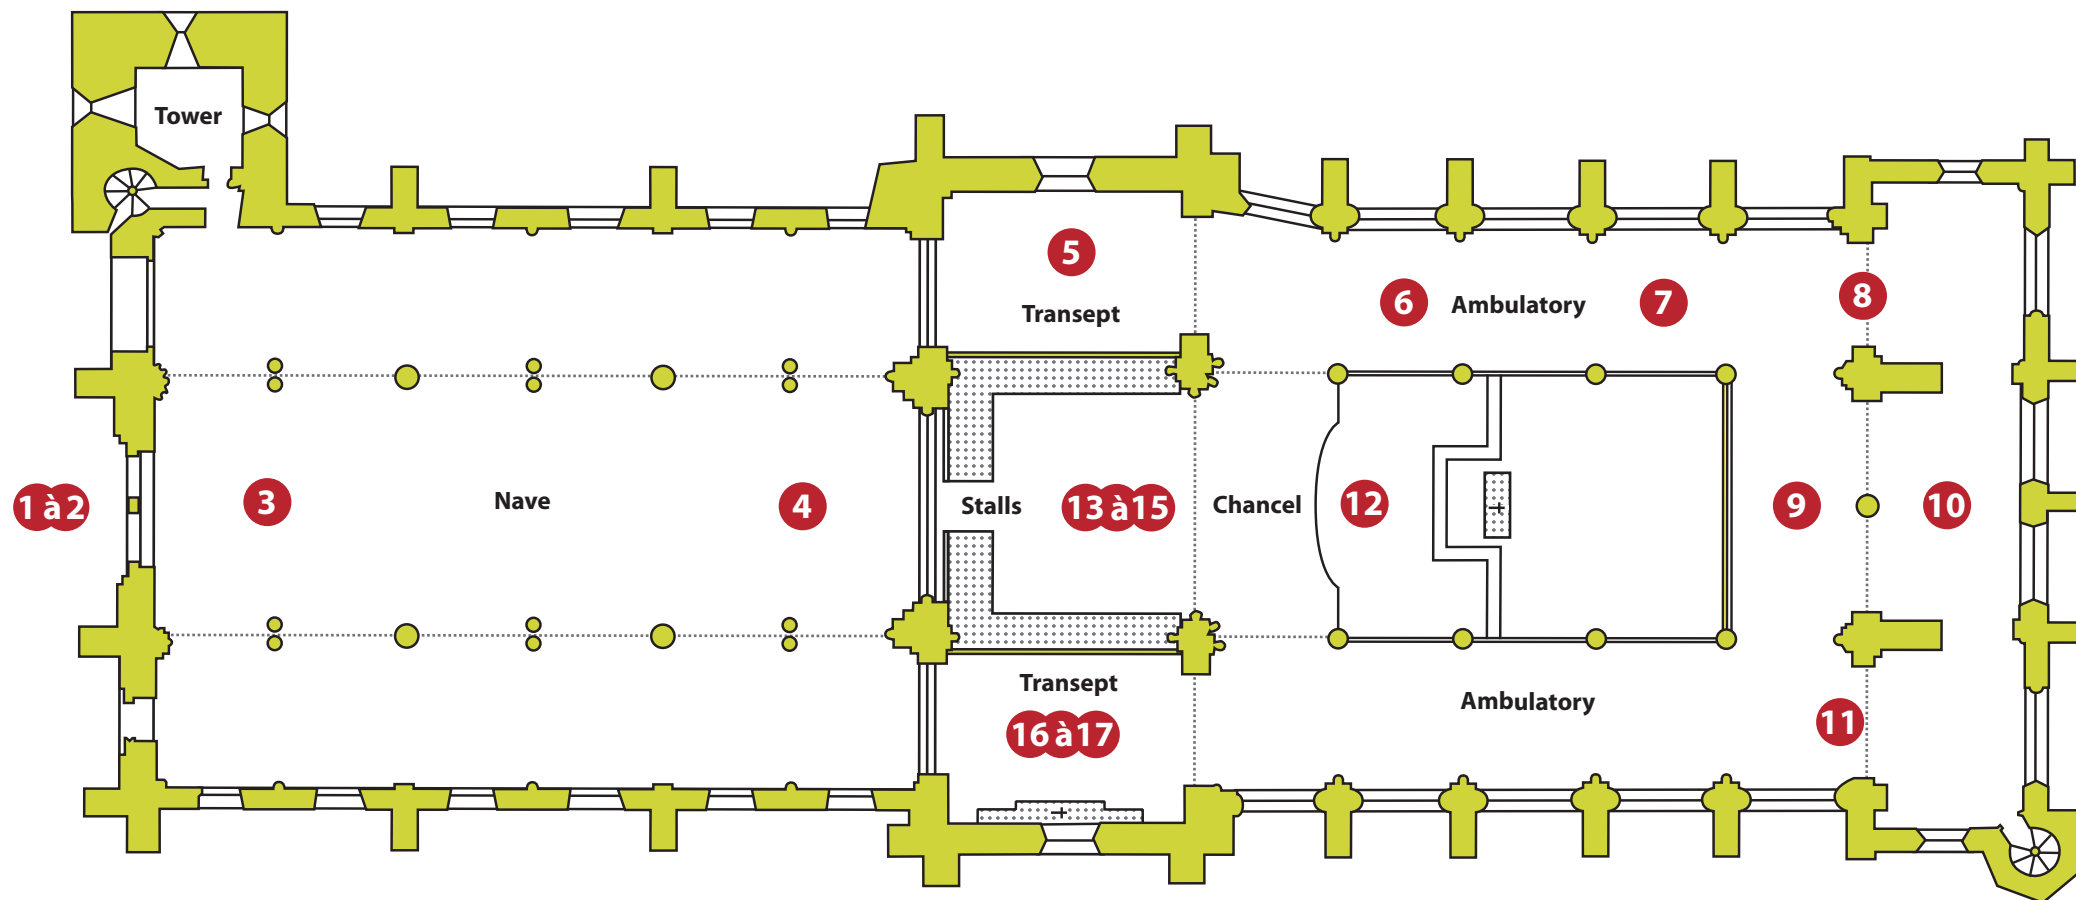 Tower
5
Transept
6
Ambulatory
7
8
1 à 2
3
Nave
4
Stalls
13 à 15
Chancel
12
9
10
Transept
16 à 17
Ambulatory
11